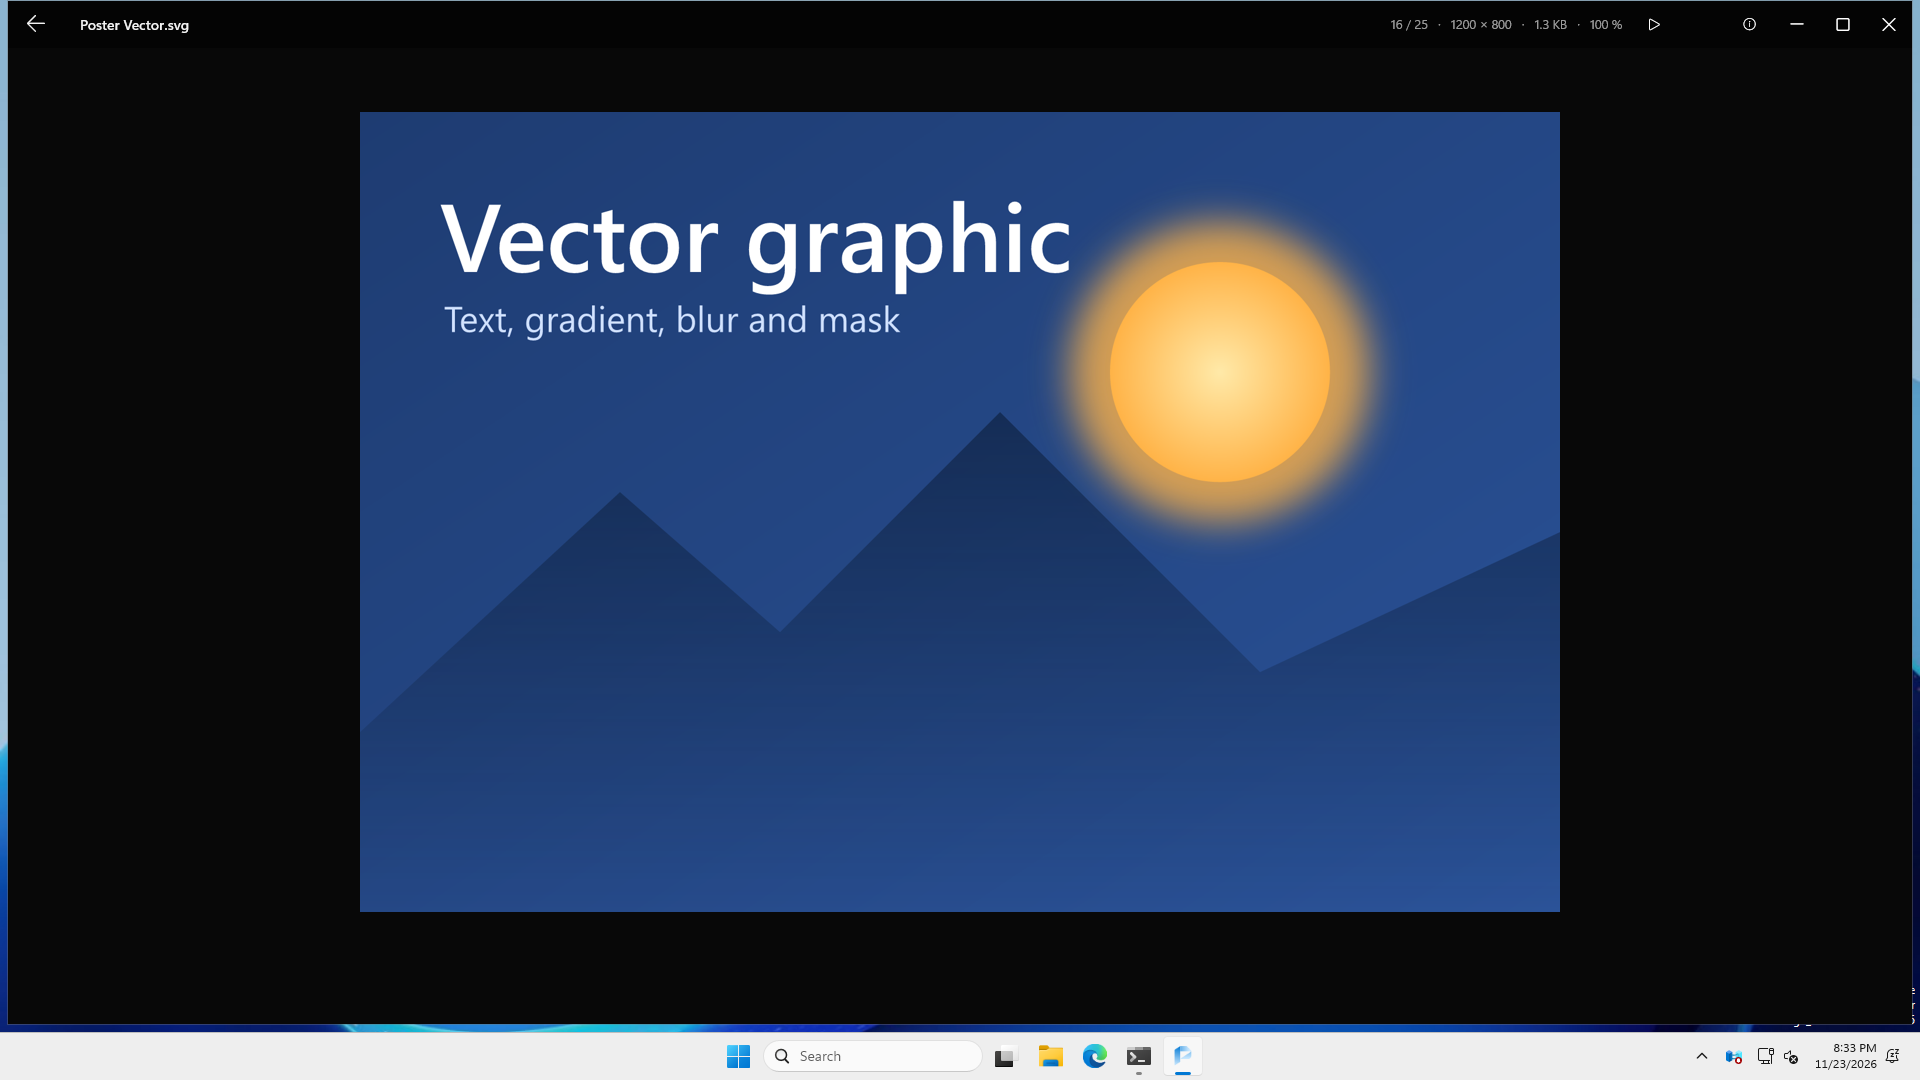 Poster Vector.svg
16 / 25 · 1200 × 800 · 1.3 KB · 100 %
Vector graphic
Text, gradient, blur and mask
Search
8:33 PM
11/23/2026